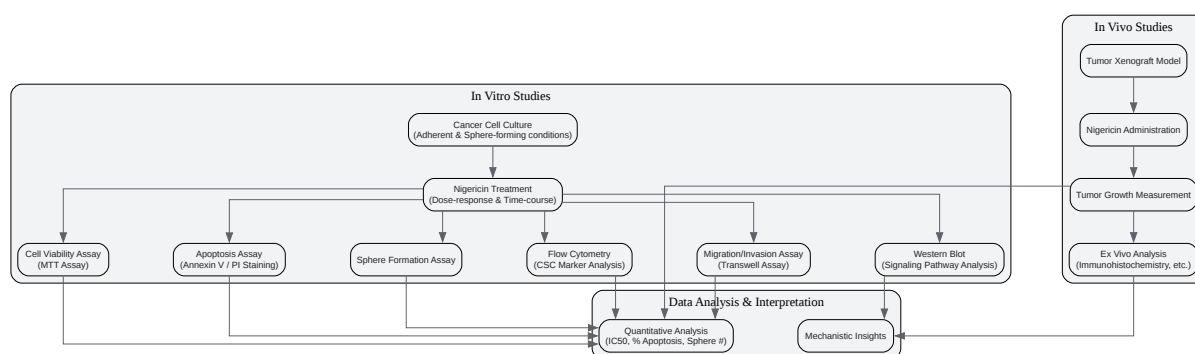 In Vivo Studies
Tumor Xenograft Model
Nigericin Administration
Tumor Growth Measurement
Ex Vivo Analysis
(Immunohistochemistry, etc.)
In Vitro Studies
Cancer Cell Culture
(Adherent & Sphere-forming conditions)
Nigericin Treatment
(Dose-response & Time-course)
Cell Viability Assay
(MTT Assay)
Apoptosis Assay
(Annexin V / PI Staining)
Sphere Formation Assay
Flow Cytometry
(CSC Marker Analysis)
Migration/Invasion Assay
(Transwell Assay)
Western Blot
(Signaling Pathway Analysis)
Data Analysis & Interpretation
Quantitative Analysis
(IC50, % Apoptosis, Sphere #)
Mechanistic Insights